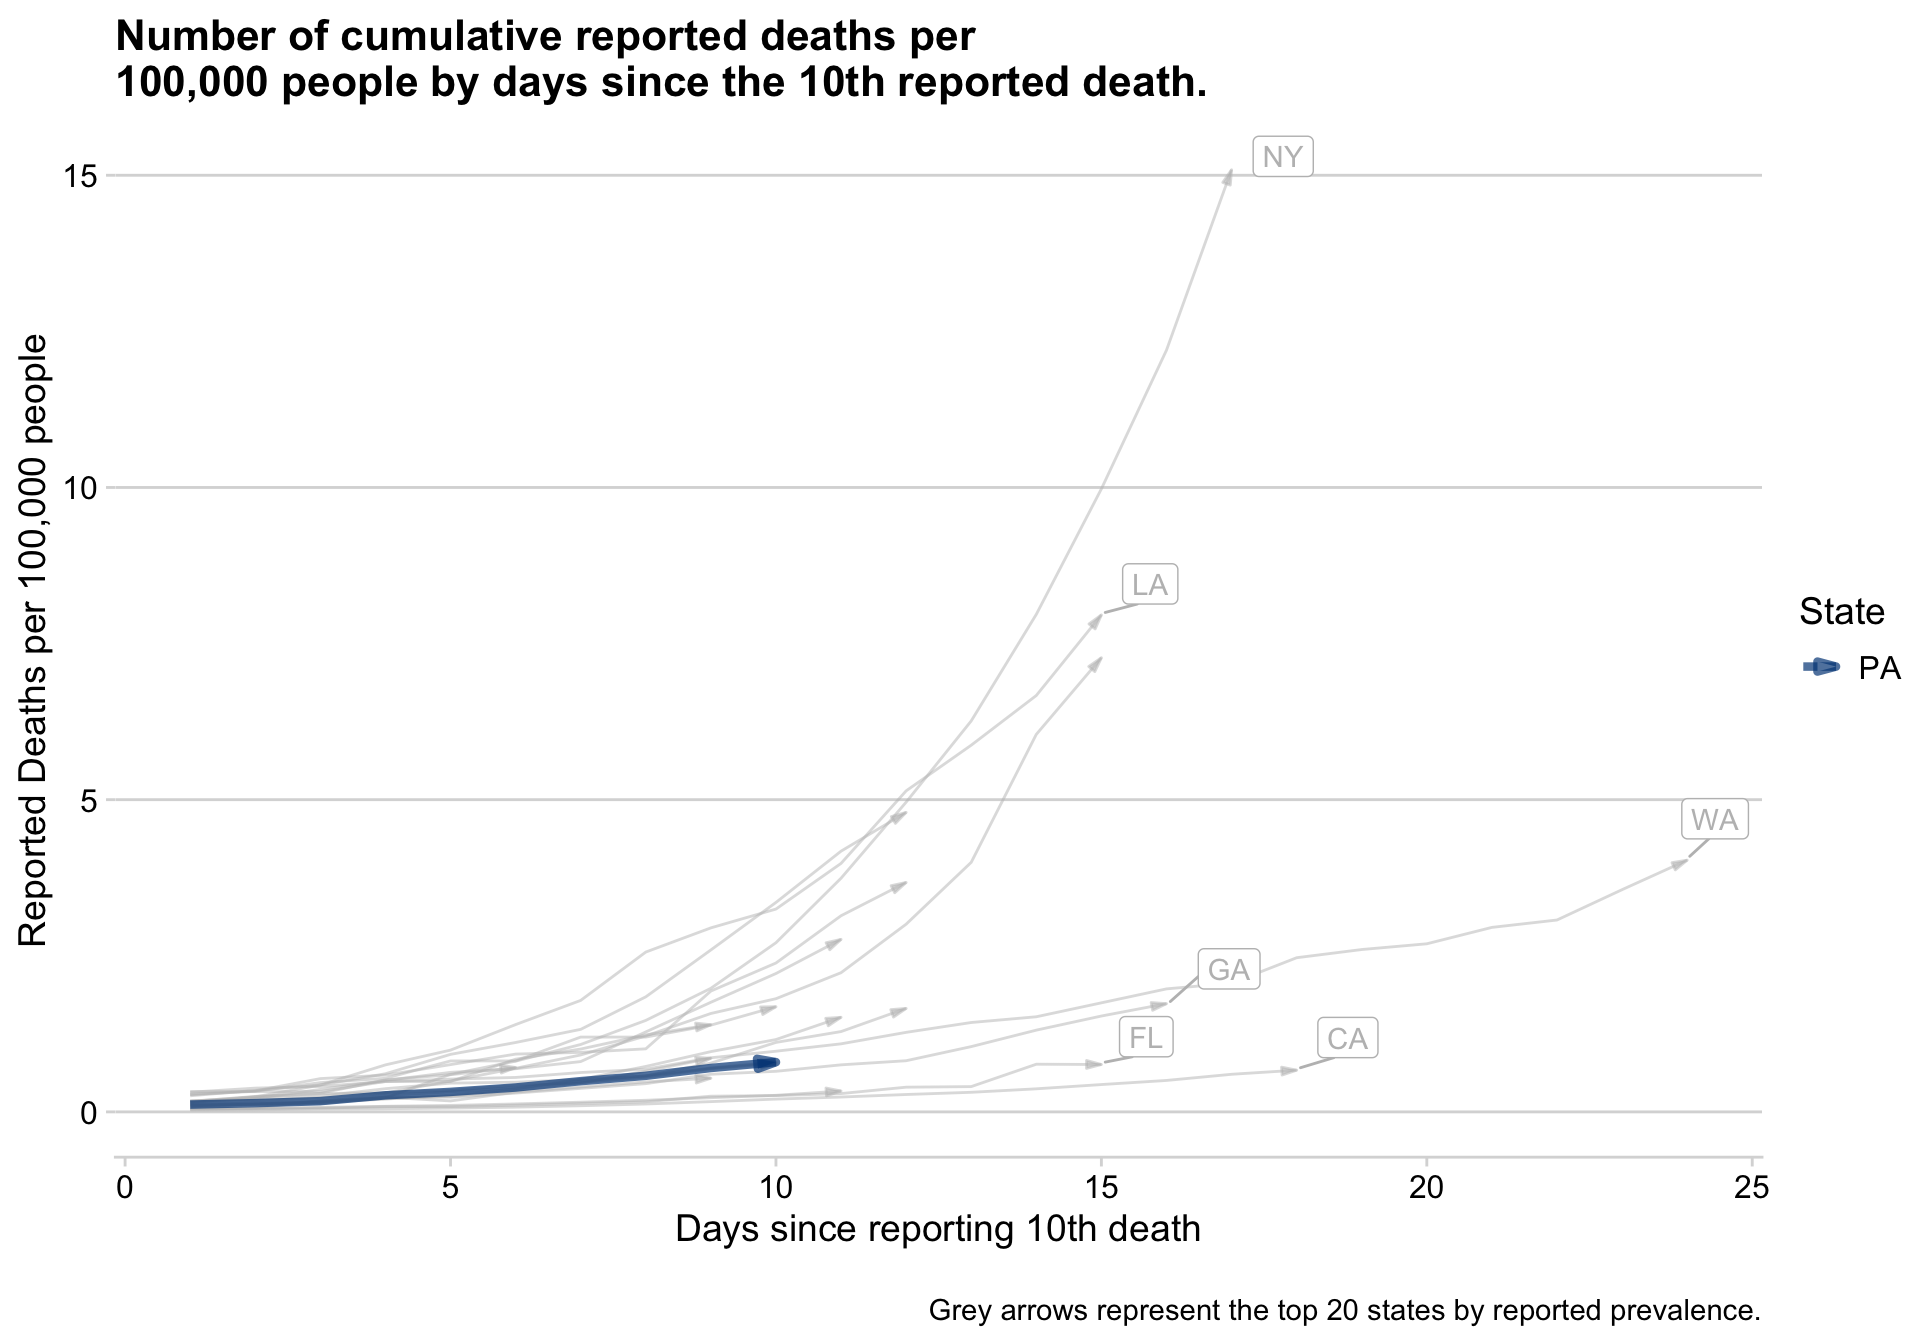 Number of cumulative reported deaths per
100,000 people by days since the 10th reported death.
Reported Deaths per 100,000 people
15
10
5
0
NY
LA
WA
GA
FL
CA
State
PA
0 5 10 15 20 25
Days since reporting 10th death
Grey arrows represent the top 20 states by reported prevalence.